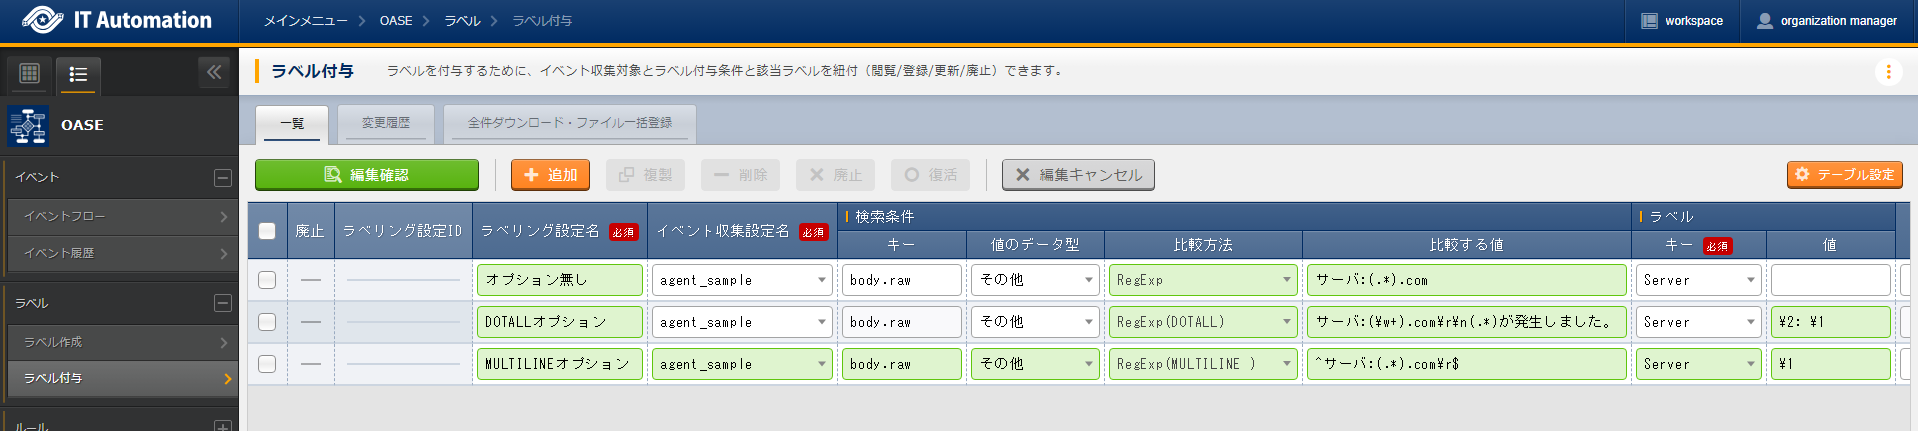 IT Automation
メインメニュー OASE ラベル ラベル付与
workspace
organization manager
OASE
イベント
イベントフロー
イベント履歴
ラベル
ラベル作成
ラベル付与
ルール
ラベル付与 ラベルを付与するために、イベント収集対象とラベル付与条件と該当ラベルを紐付（閲覧/登録/更新/廃止）できます。
一覧 変更履歴 全件ダウンロード・ファイル一括登録
編集確認 追加 複製 削除 廃止 復活 編集キャンセル テーブル設定
廃止 ラベリング設定ID ラベリング設定名 必須 イベント収集設定名 必須 検索条件 ラベル
キー 値のデータ型 比較方法 比較する値 キー 必須 値
オプション無し agent_sample body.raw その他 RegExp サーバ:(.*).com Server
DOTALLオプション agent_sample body.raw その他 RegExp(DOTALL) サーバ:(¥w+).com¥r¥n(.*)が発生しました。 Server ¥2: ¥1
MULTILINEオプション agent_sample body.raw その他 RegExp(MULTILINE ) ^サーバ:(.*).com¥r$ Server ¥1